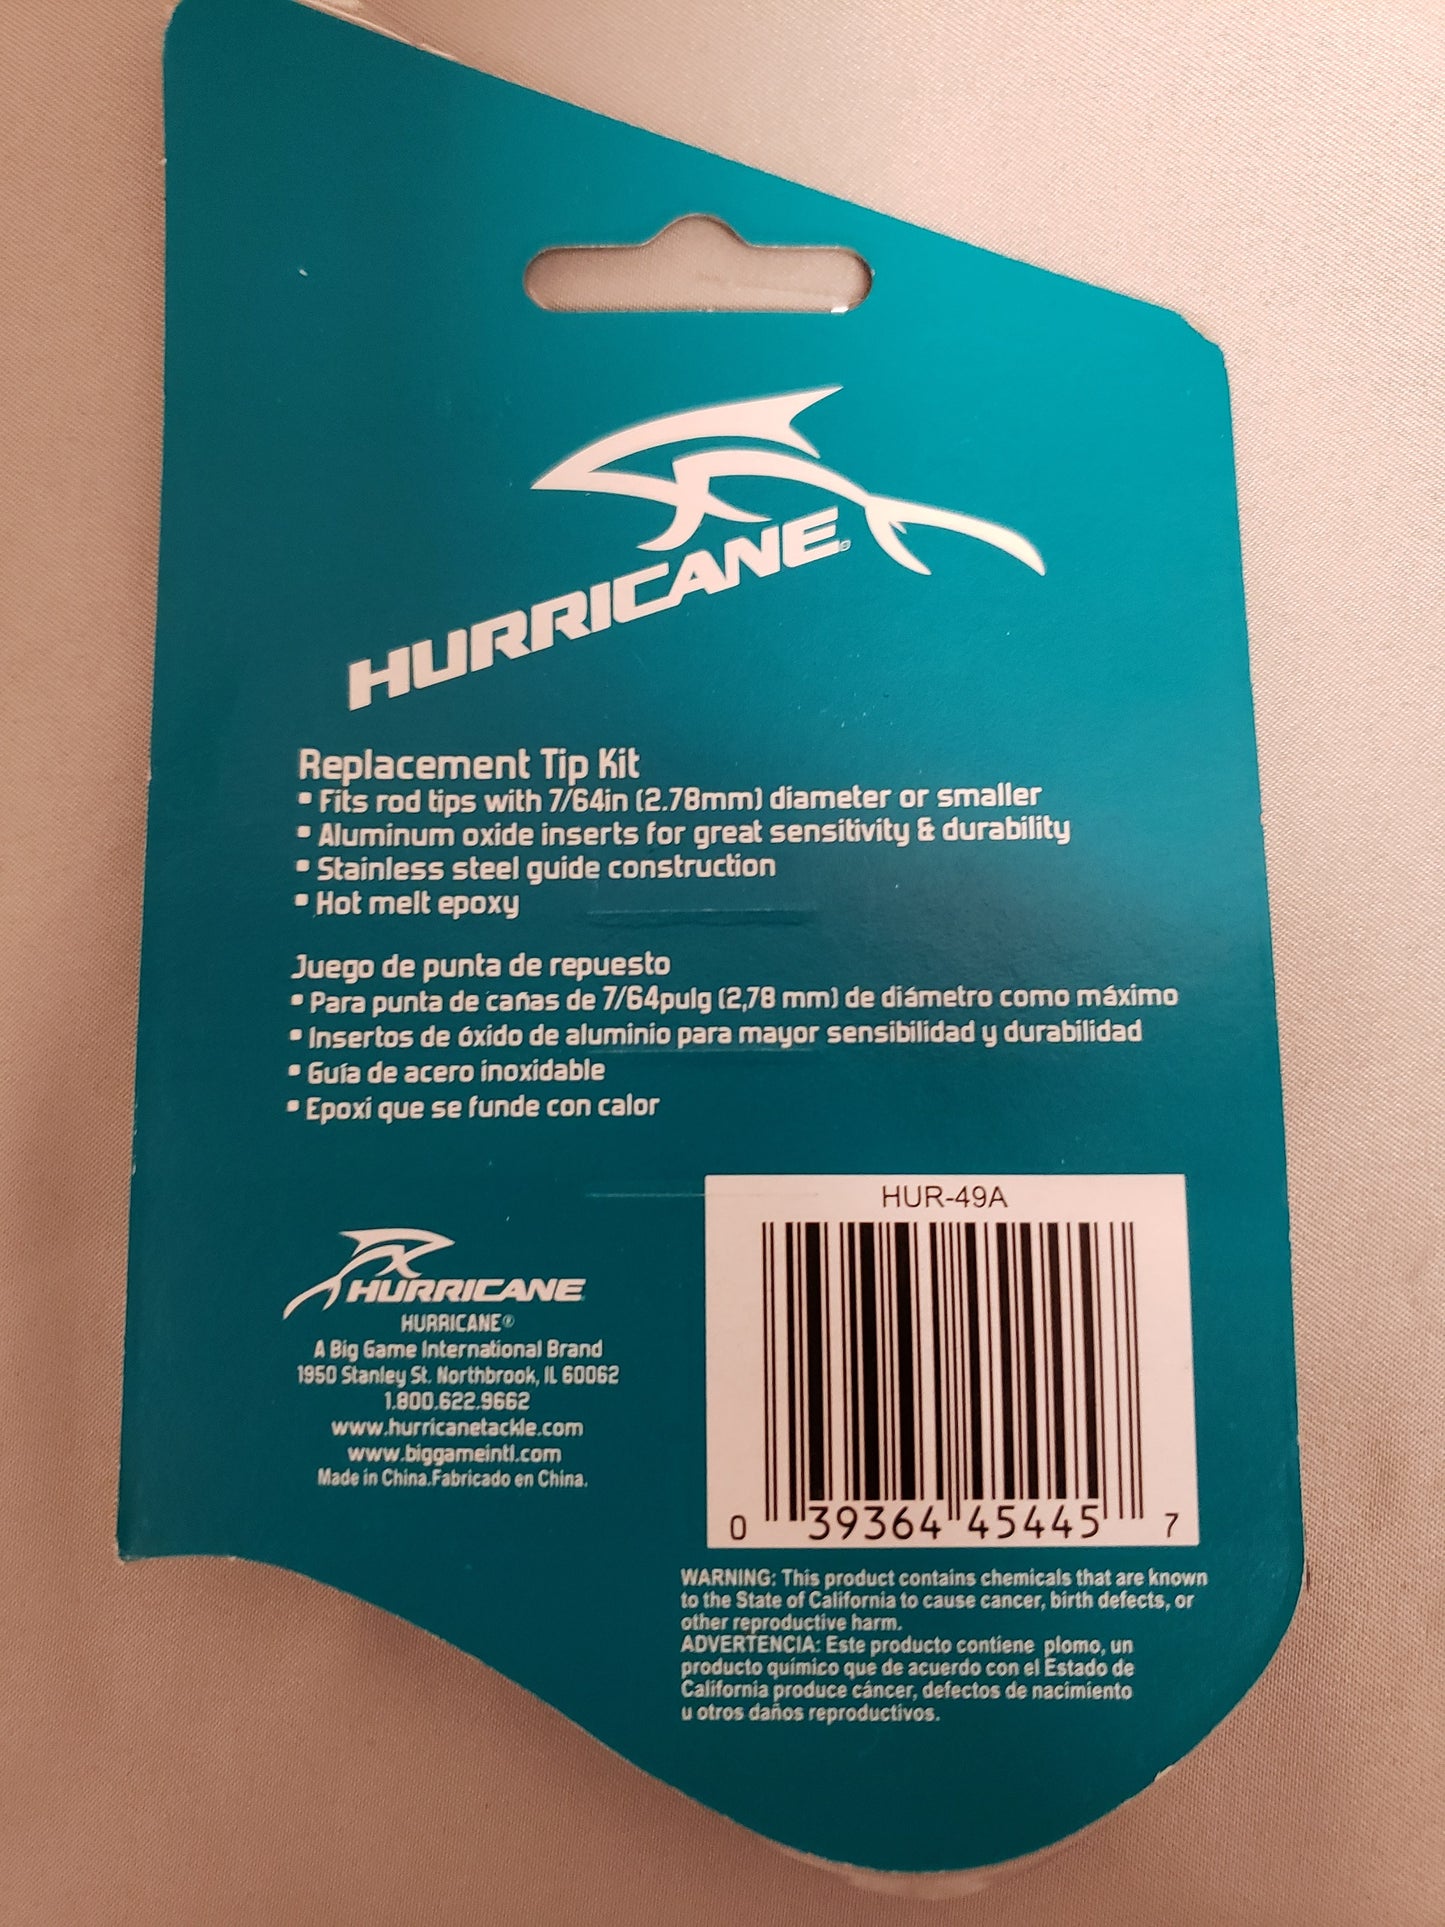 HURRICANE®
Replacement Tip Kit
▪ Fits rod tips with 7/64in (2.78mm) diameter or smaller
▪ Aluminum oxide inserts for great sensitivity & durability
▪ Stainless steel guide construction
▪ Hot melt epoxy
Juego de punta de repuesto
▪ Para punta de cañas de 7/64pulg (2,78 mm) de diámetro como máximo
▪ Insertos de óxido de aluminio para mayor sensibilidad y durabilidad
▪ Guía de acero inoxidable
▪ Epoxi que se funde con calor
HURRICANE
HURRICANE®
A Big Game International Brand
1950 Stanley St. Northbrook, IL 60062
1.800.622.9662
www.hurricanetackle.com
www.biggameintl.com
Made in China.Fabricado en China.
HUR-49A
0 39364 45445 7
WARNING: This product contains chemicals that are known
to the State of California to cause cancer, birth defects, or
other reproductive harm.
ADVERTENCIA: Este producto contiene plomo, un
producto químico que de acuerdo con el Estado de
California produce cáncer, defectos de nacimiento
u otros daños reproductivos.